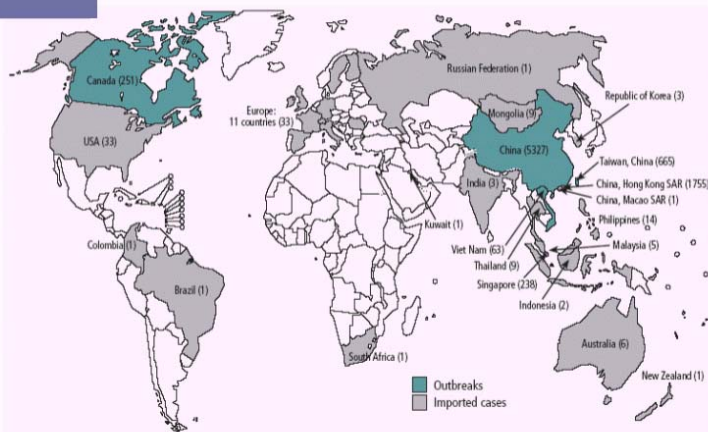 Canada (251)
USA (33)
Colombia (1)
Brazil (1)
Europe:
11 countries (33)
Russian Federation (1)
Mongolia (9)
China (5327)
India (3)
Kuwait (1)
South Africa (1)
Republic of Korea (3)
Taiwan, China (665)
China, Hong Kong SAR (1755)
China, Macao SAR (1)
Philippines (14)
Malaysia (5)
Viet Nam (63)
Thailand (9)
Singapore (238)
Indonesia (2)
Australia (6)
New Zealand (1)
Outbreaks
Imported cases